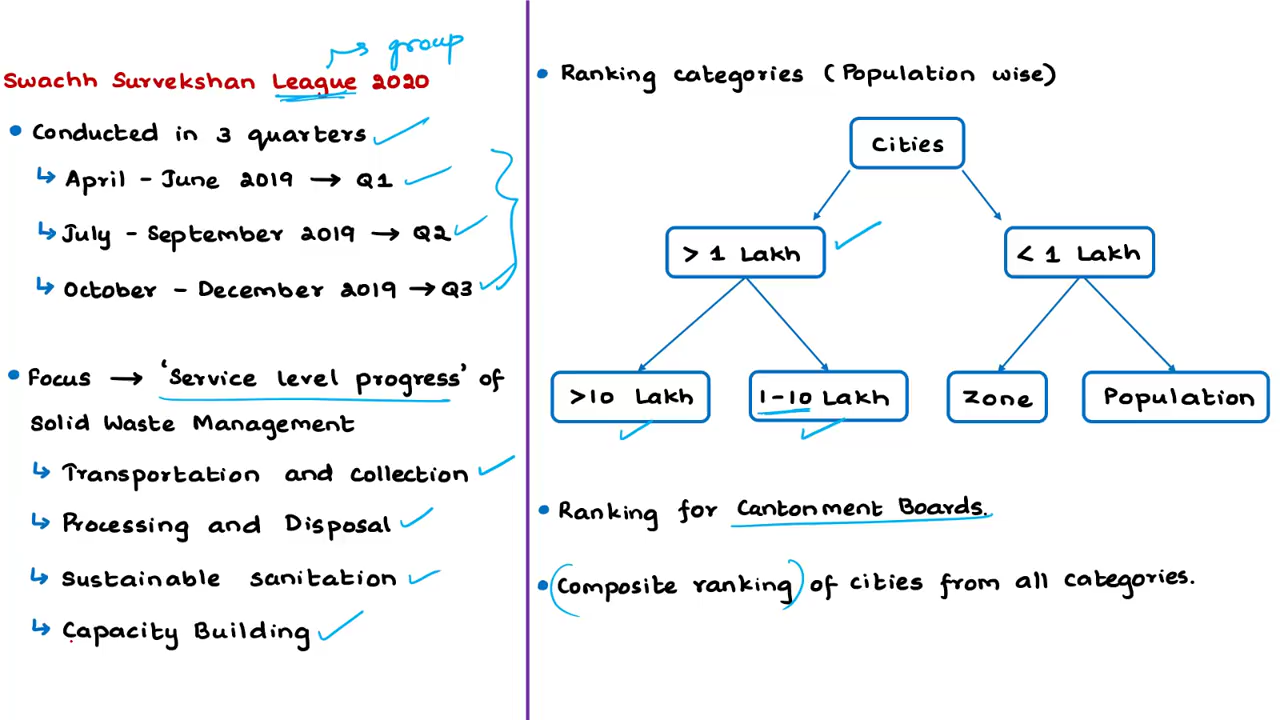 group
Swachh Survekshan League 2020
• Conducted in 3 quarters
↳ April - June 2019 → Q1
↳ July - September 2019 → Q2
↳ October - December 2019 → Q3
• Focus → 'Service level progress' of
Solid Waste Management
↳ Transportation and collection
↳ Processing and Disposal
↳ Sustainable sanitation
↳ Capacity Building
• Ranking categories (Population wise)
Cities
> 1 Lakh
< 1 Lakh
>10 Lakh
1-10 Lakh
Zone
Population
• Ranking for Cantonment Boards.
• (Composite ranking) of cities from all categories.